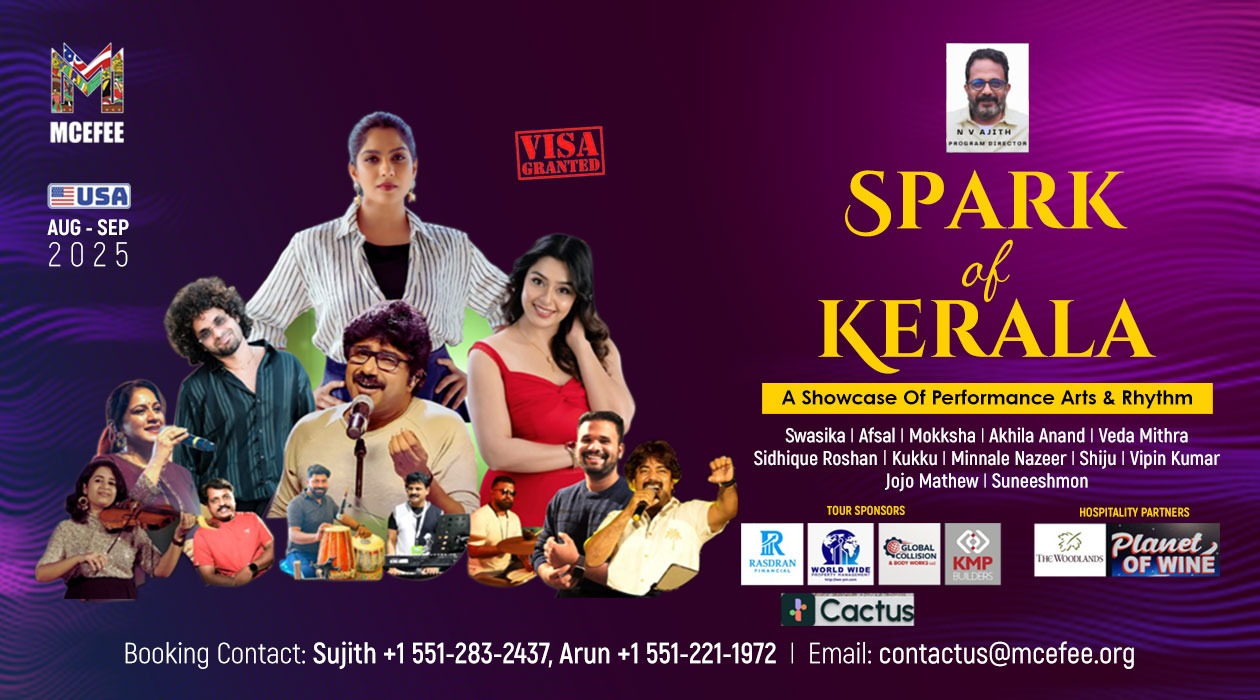 MCEFEE
USA
AUG - SEP
2025
VISA
GRANTED
N V AJITH
PROGRAM DIRECTOR
SPARK
of
KERALA
A Showcase Of Performance Arts & Rhythm
Swasika | Afsal | Mokksha | Akhila Anand | Veda Mithra
Sidhique Roshan | Kukku | Minnale Nazeer | Shiju | Vipin Kumar
Jojo Mathew | Suneeshmon
TOUR SPONSORS
RASDRAN
FINANCIAL
WORLD WIDE
PROPERTY MANAGEMENT
GLOBAL
COLLISION
& BODY WORKS LLC
KMP
BUILDERS
Cactus
HOSPITALITY PARTNERS
THE WOODLANDS
Planet
OF WINE
Booking Contact: Sujith +1 551-283-2437, Arun +1 551-221-1972 | Email: contactus@mcefee.org